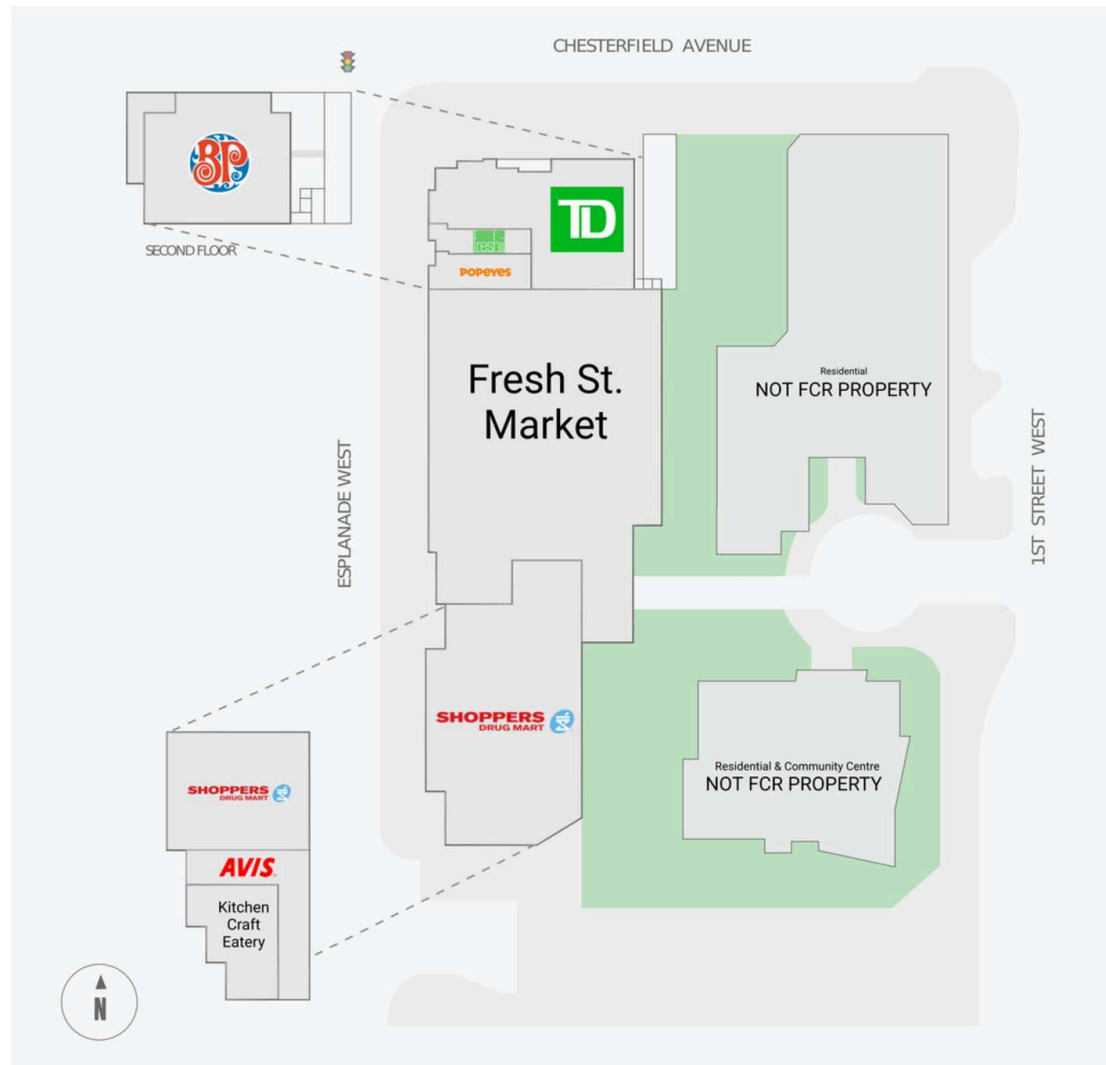 CHESTERFIELD AVENUE
BP
SECOND FLOOR
TD
fresh
POPEYES
Fresh St.
Market
Residential
NOT FCR PROPERTY
ESPLANADE WEST
1ST STREET WEST
SHOPPERS
DRUG MART
Residential & Community Centre
NOT FCR PROPERTY
SHOPPERS
DRUG MART
AVIS
Kitchen
Craft
Eatery
N